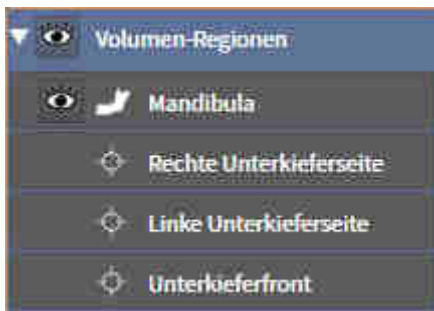 Volumen-Regionen
Mandibula
Rechte Unterkieferseite
Linke Unterkieferseite
Unterkieferfront